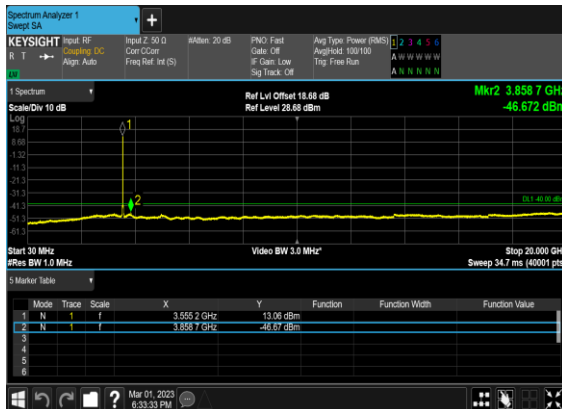 Spectrum Analyzer 1
Swept SA
+
KEYSIGHT Input: RF Input Z: 50 Ω #Atten: 20 dB PNO: Fast Avg Type: Power (RMS) 1 2 3 4 5 6
R T Coupling: DC Corr CCorr Gate: Off Avg|Hold: 100/100 A W W W W W
Align: Auto Freq Ref: Int (S) IF Gain: Low Trig: Free Run
Sig Track: Off A N N N N N
1 Spectrum Ref Lvl Offset 18.68 dB Mkr2 3.858 7 GHz
Scale/Div 10 dB Ref Level 28.68 dBm -46.672 dBm
Log
18.7
8.68
-1.32
-11.3
-21.3
-31.3
-41.3
-51.3
-61.3
1
2
DL1 -40.00 dBm
Start 30 MHz Video BW 3.0 MHz* Stop 20.000 GHz
#Res BW 1.0 MHz Sweep 34.7 ms (40001 pts)
5 Marker Table
Mode Trace Scale X Y Function Function Width Function Value
1 N 1 f 3.555 2 GHz 13.06 dBm
2 N 1 f 3.858 7 GHz -46.67 dBm
3
4
5
6
? Mar 01, 2023
6:33:33 PM